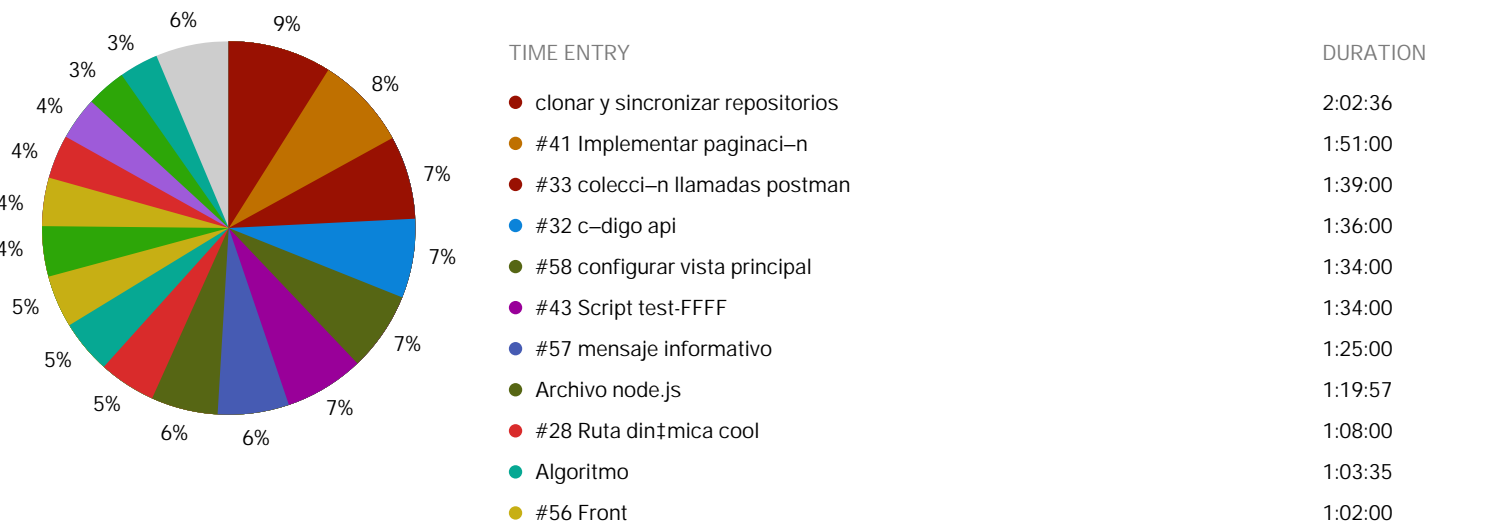 6%
9%
3%
8%
3%
4%
4%
7%
4%
7%
4%
5%
7%
5%
5%
7%
6%
6%
TIME ENTRY DURATION
clonar y sincronizar repositorios 2:02:36
#41 Implementar paginaci–n 1:51:00
#33 colecci–n llamadas postman 1:39:00
#32 c–digo api 1:36:00
#58 configurar vista principal 1:34:00
#43 Script test-FFFF 1:34:00
#57 mensaje informativo 1:25:00
Archivo node.js 1:19:57
#28 Ruta din‡mica cool 1:08:00
Algoritmo 1:03:35
#56 Front 1:02:00